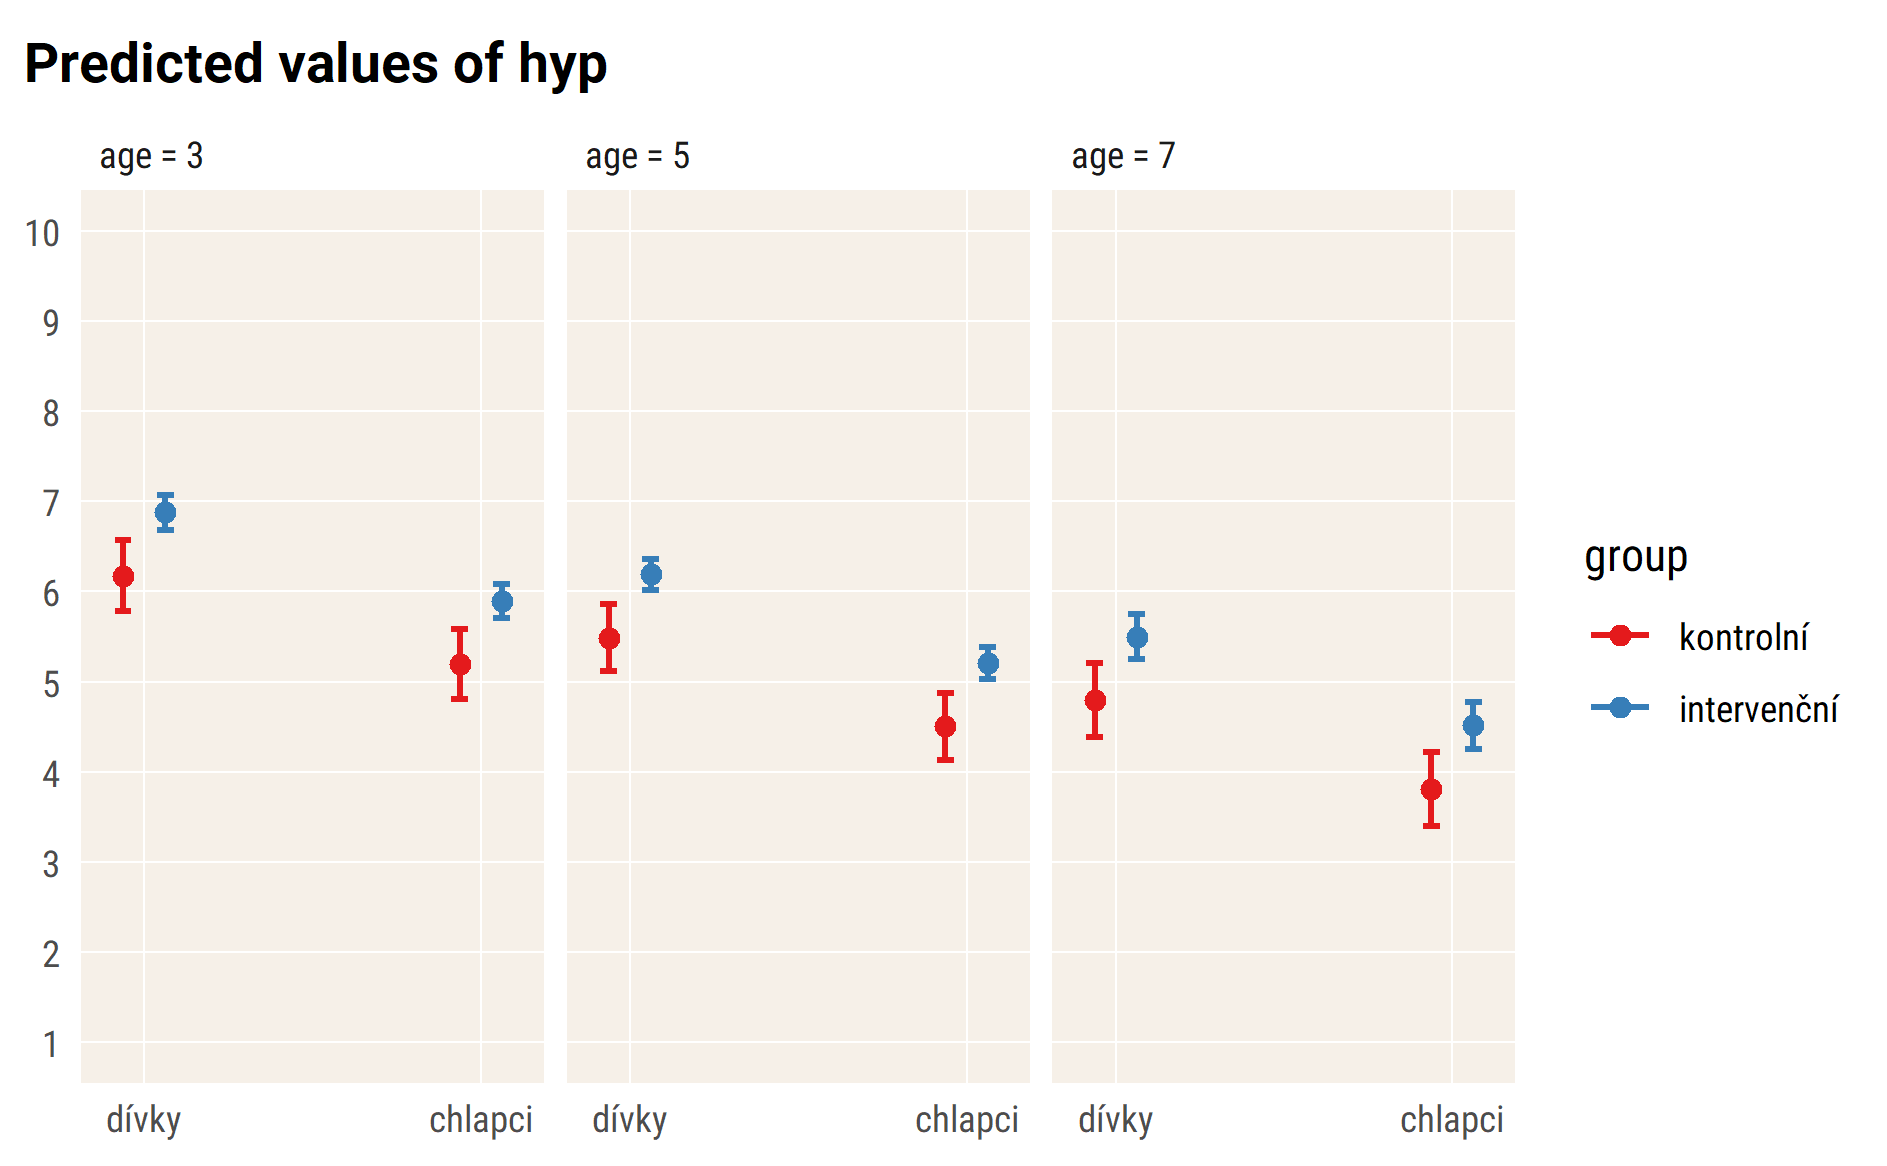 Predicted values of hyp
age = 3
age = 5
age = 7
10
9
8
7
6
5
4
3
2
1
dívky
chlapci
dívky
chlapci
dívky
chlapci
group
kontrolní
intervenční